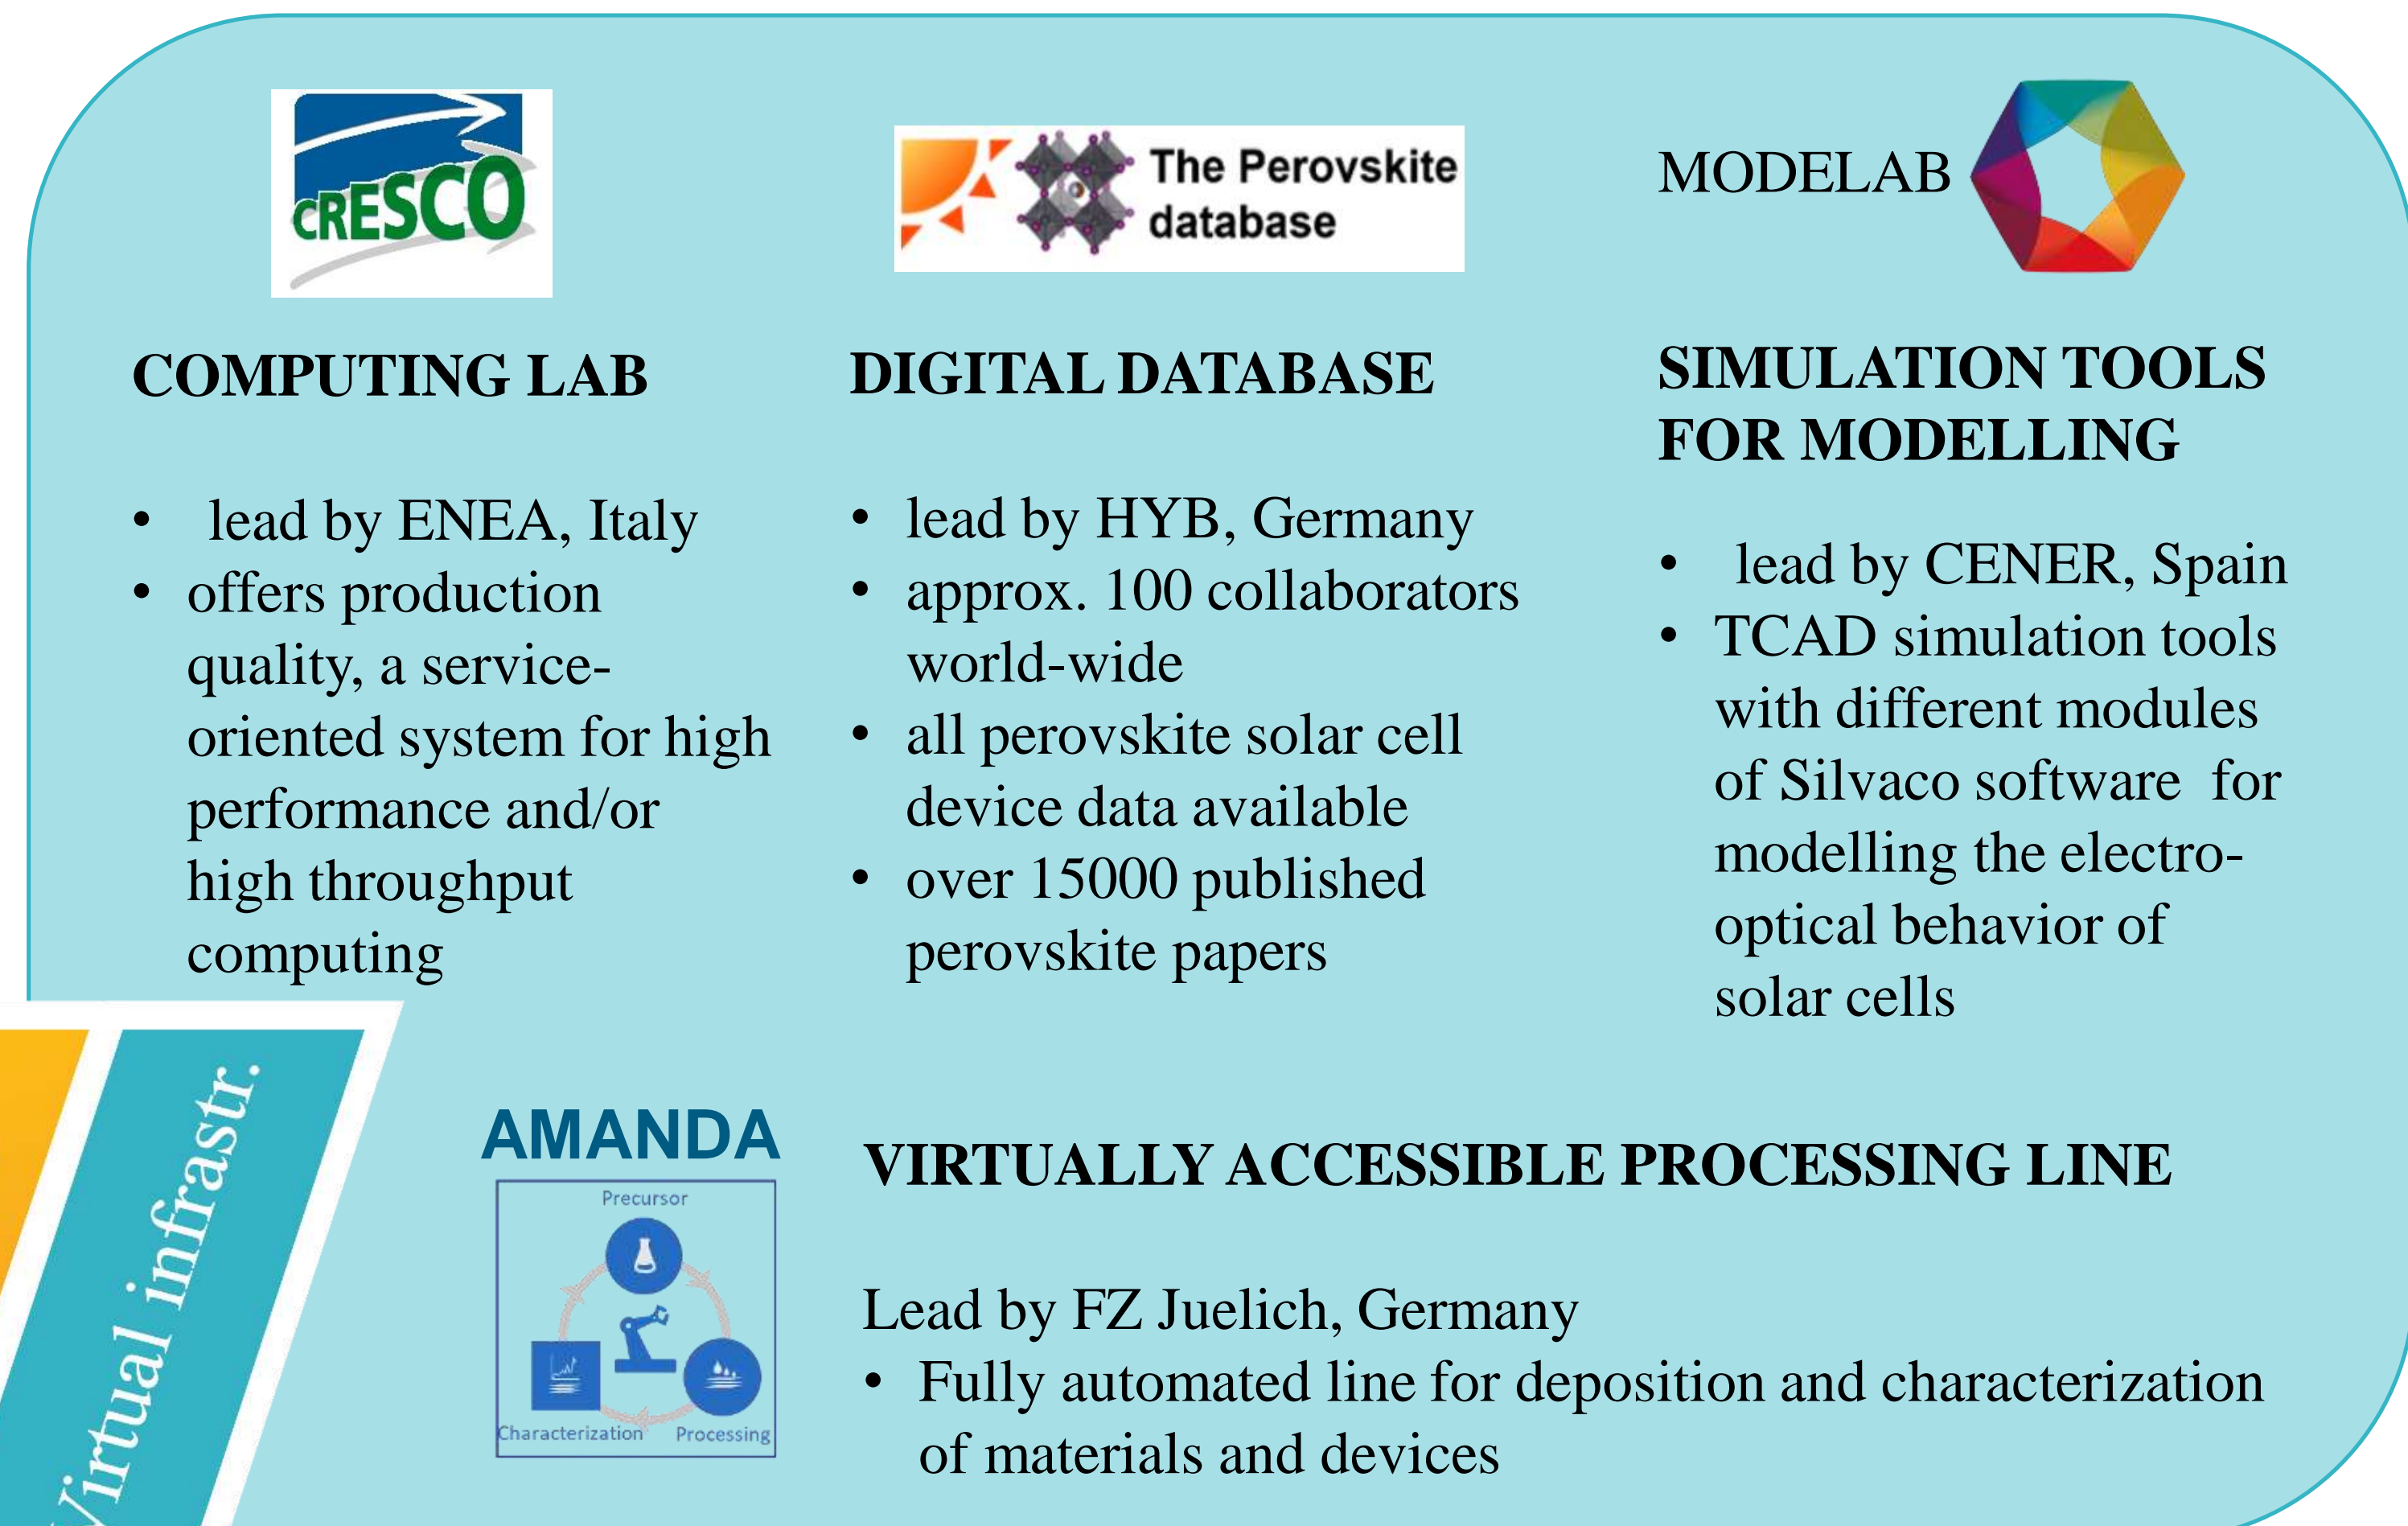 CRESCO
COMPUTING LAB
• lead by ENEA, Italy
• offers production
quality, a service-
oriented system for high
performance and/or
high throughput
computing
The Perovskite
database
DIGITAL DATABASE
• lead by HYB, Germany
• approx. 100 collaborators
world-wide
• all perovskite solar cell
device data available
• over 15000 published
perovskite papers
MODELAB
SIMULATION TOOLS
FOR MODELLING
• lead by CENER, Spain
• TCAD simulation tools
with different modules
of Silvaco software for
modelling the electro-
optical behavior of
solar cells
Virtual infrastr.
AMANDA
Precursor
Characterization
Processing
VIRTUALLY ACCESSIBLE PROCESSING LINE
Lead by FZ Juelich, Germany
• Fully automated line for deposition and characterization
of materials and devices